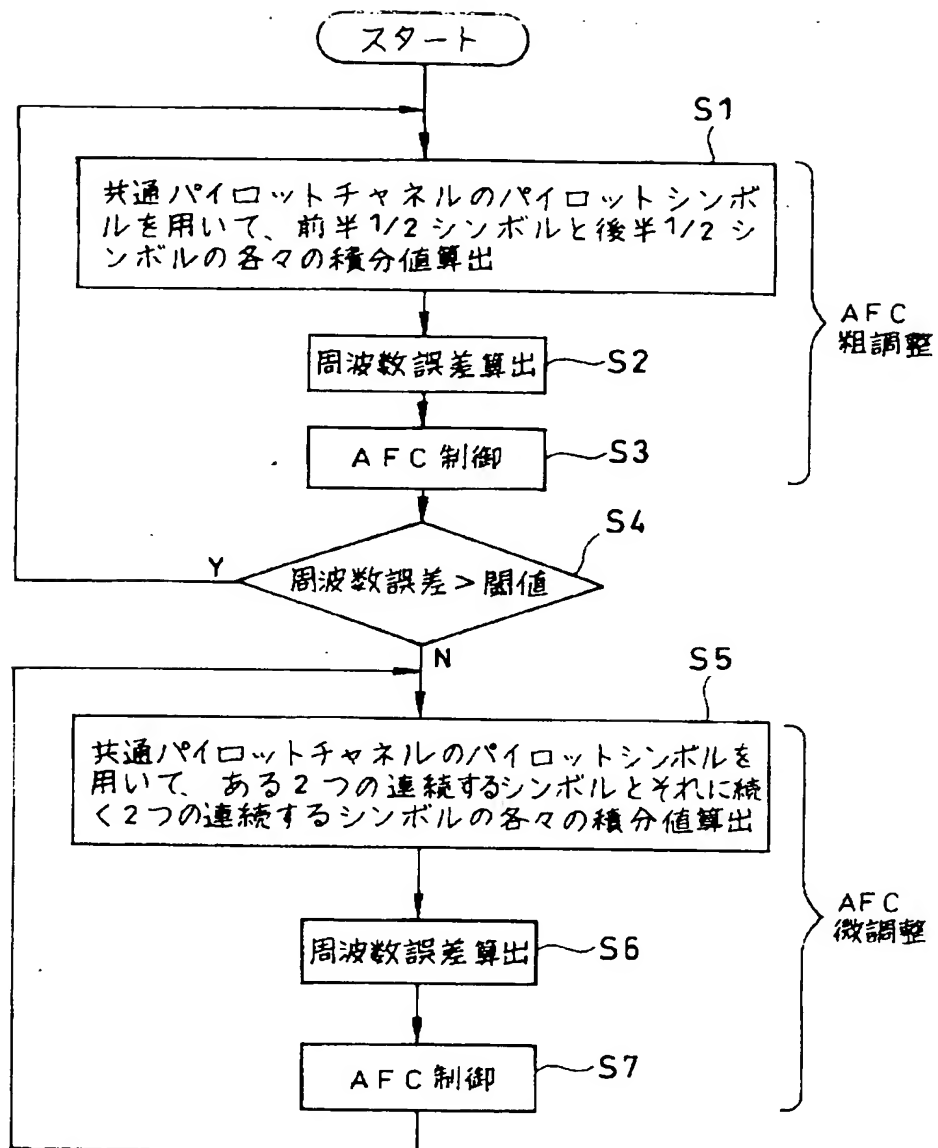 スタート
S1
共通パイロットチャネルのパイロットシンボ
ルを用いて、前半1/2シンボルと後半1/2シ
ンボルの各々の積分値算出
AFC
粗調整
周波数誤差算出
S2
AFC制御
S3
S4
周波数誤差>閾値
Y
N
S5
共通パイロットチャネルのパイロットシンボルを
用いて、ある2つの連続するシンボルとそれに続
く2つの連続するシンボルの各々の積分値算出
AFC
微調整
周波数誤差算出
S6
AFC制御
S7